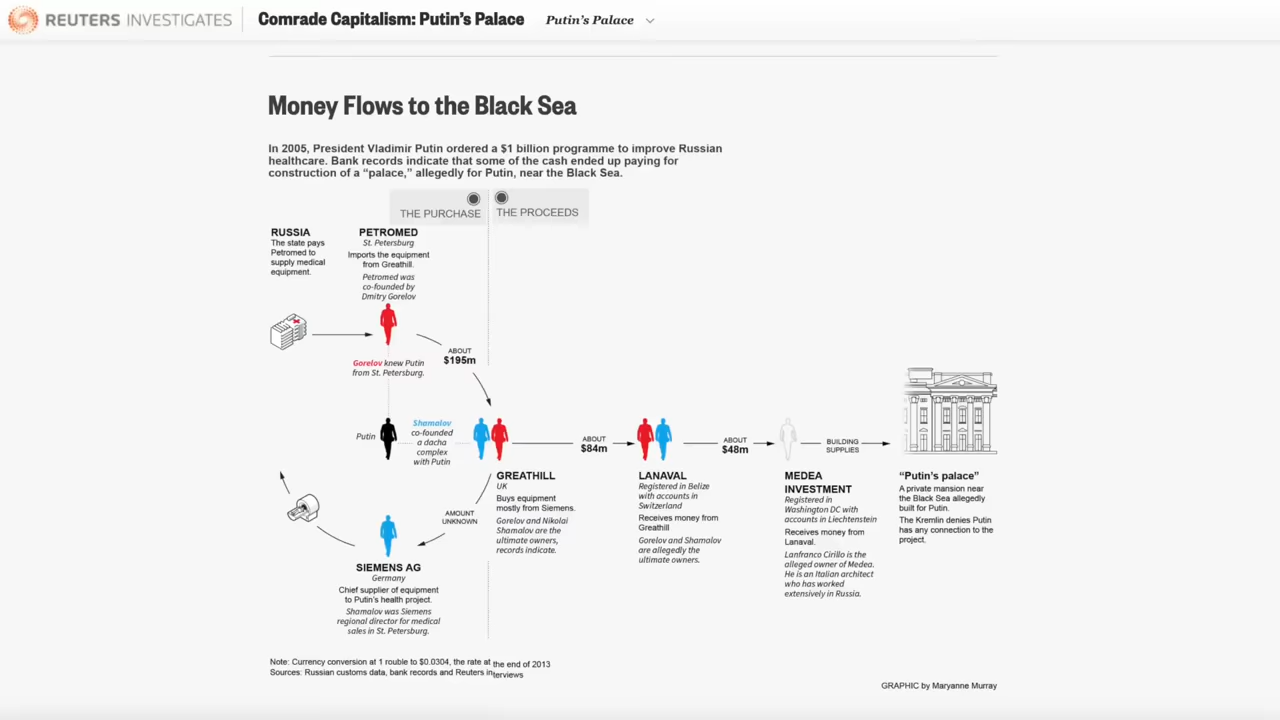 REUTERS INVESTIGATES
Comrade Capitalism: Putin's Palace
Putin's Palace
Money Flows to the Black Sea
In 2005, President Vladimir Putin ordered a $1 billion programme to improve Russian
healthcare. Bank records indicate that some of the cash ended up paying for
construction of a “palace,” allegedly for Putin, near the Black Sea.
THE PURCHASE
THE PROCEEDS
RUSSIA
The state pays
Petromed to
supply medical
equipment.
PETROMED
St. Petersburg
Imports the equipment
from Greathill.
Petromed was
co-founded by
Dmitry Gorelov
ABOUT
$195m
Gorelov knew Putin
from St. Petersburg.
Putin
Shamalov
co-founded
a dacha
complex
with Putin
ABOUT
$84m
ABOUT
$48m
BUILDING
SUPPLIES
GREATHILL
UK
Buys equipment
mostly from Siemens.
Gorelov and Nikolai
Shamalov are the
ultimate owners,
records indicate.
LANAVAL
Registered in Belize
with accounts in
Switzerland
Receives money from
Greathill
Gorelov and Shamalov
are allegedly the
ultimate owners.
MEDEA
INVESTMENT
Registered in
Washington DC with
accounts in Liechtenstein
Receives money from
Lanaval.
Lanfranco Cirillo is the
alleged owner of Medea.
He is an Italian architect
who has worked
extensively in Russia.
“Putin's palace”
A private mansion near
the Black Sea allegedly
built for Putin.
The Kremlin denies Putin
has any connection to the
project.
AMOUNT
UNKNOWN
SIEMENS AG
Germany
Chief supplier of equipment
to Putin's health project.
Shamalov was Siemens
regional director for medical
sales in St. Petersburg.
Note: Currency conversion at 1 rouble to $0.0304, the rate at the end of 2013
Sources: Russian customs data, bank records and Reuters interviews
GRAPHIC by Maryanne Murray